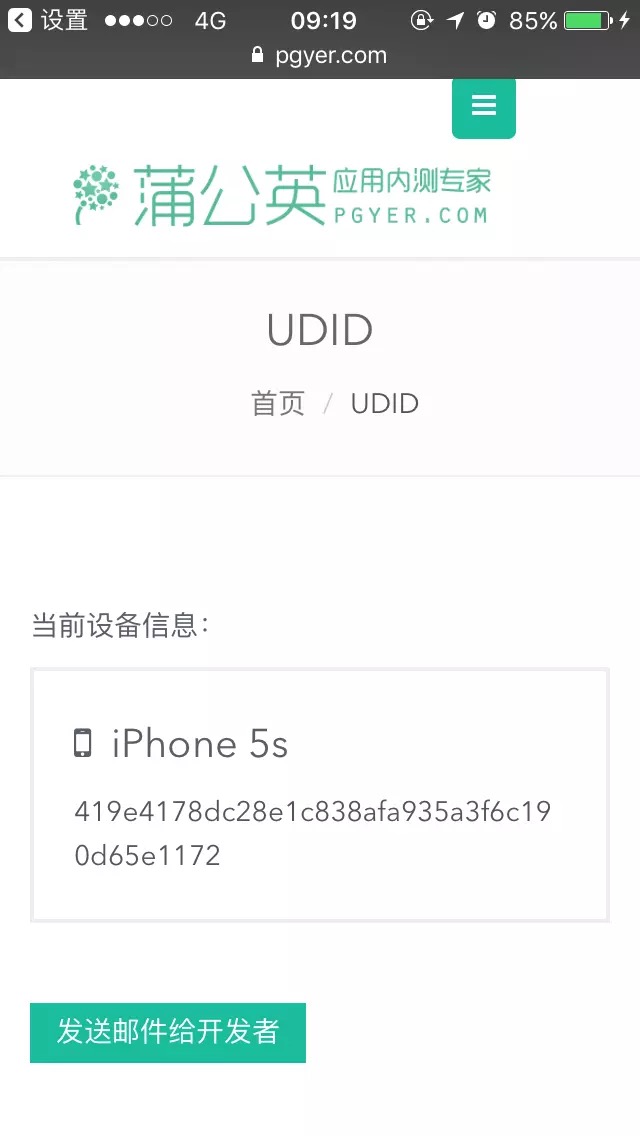 设置 4G 09:19 85%
pgyer.com
蒲公英 应用内测专家
PGYER.COM
UDID
首页 / UDID
当前设备信息：
iPhone 5s
419e4178dc28e1c838afa935a3f6c19
0d65e1172
发送邮件给开发者